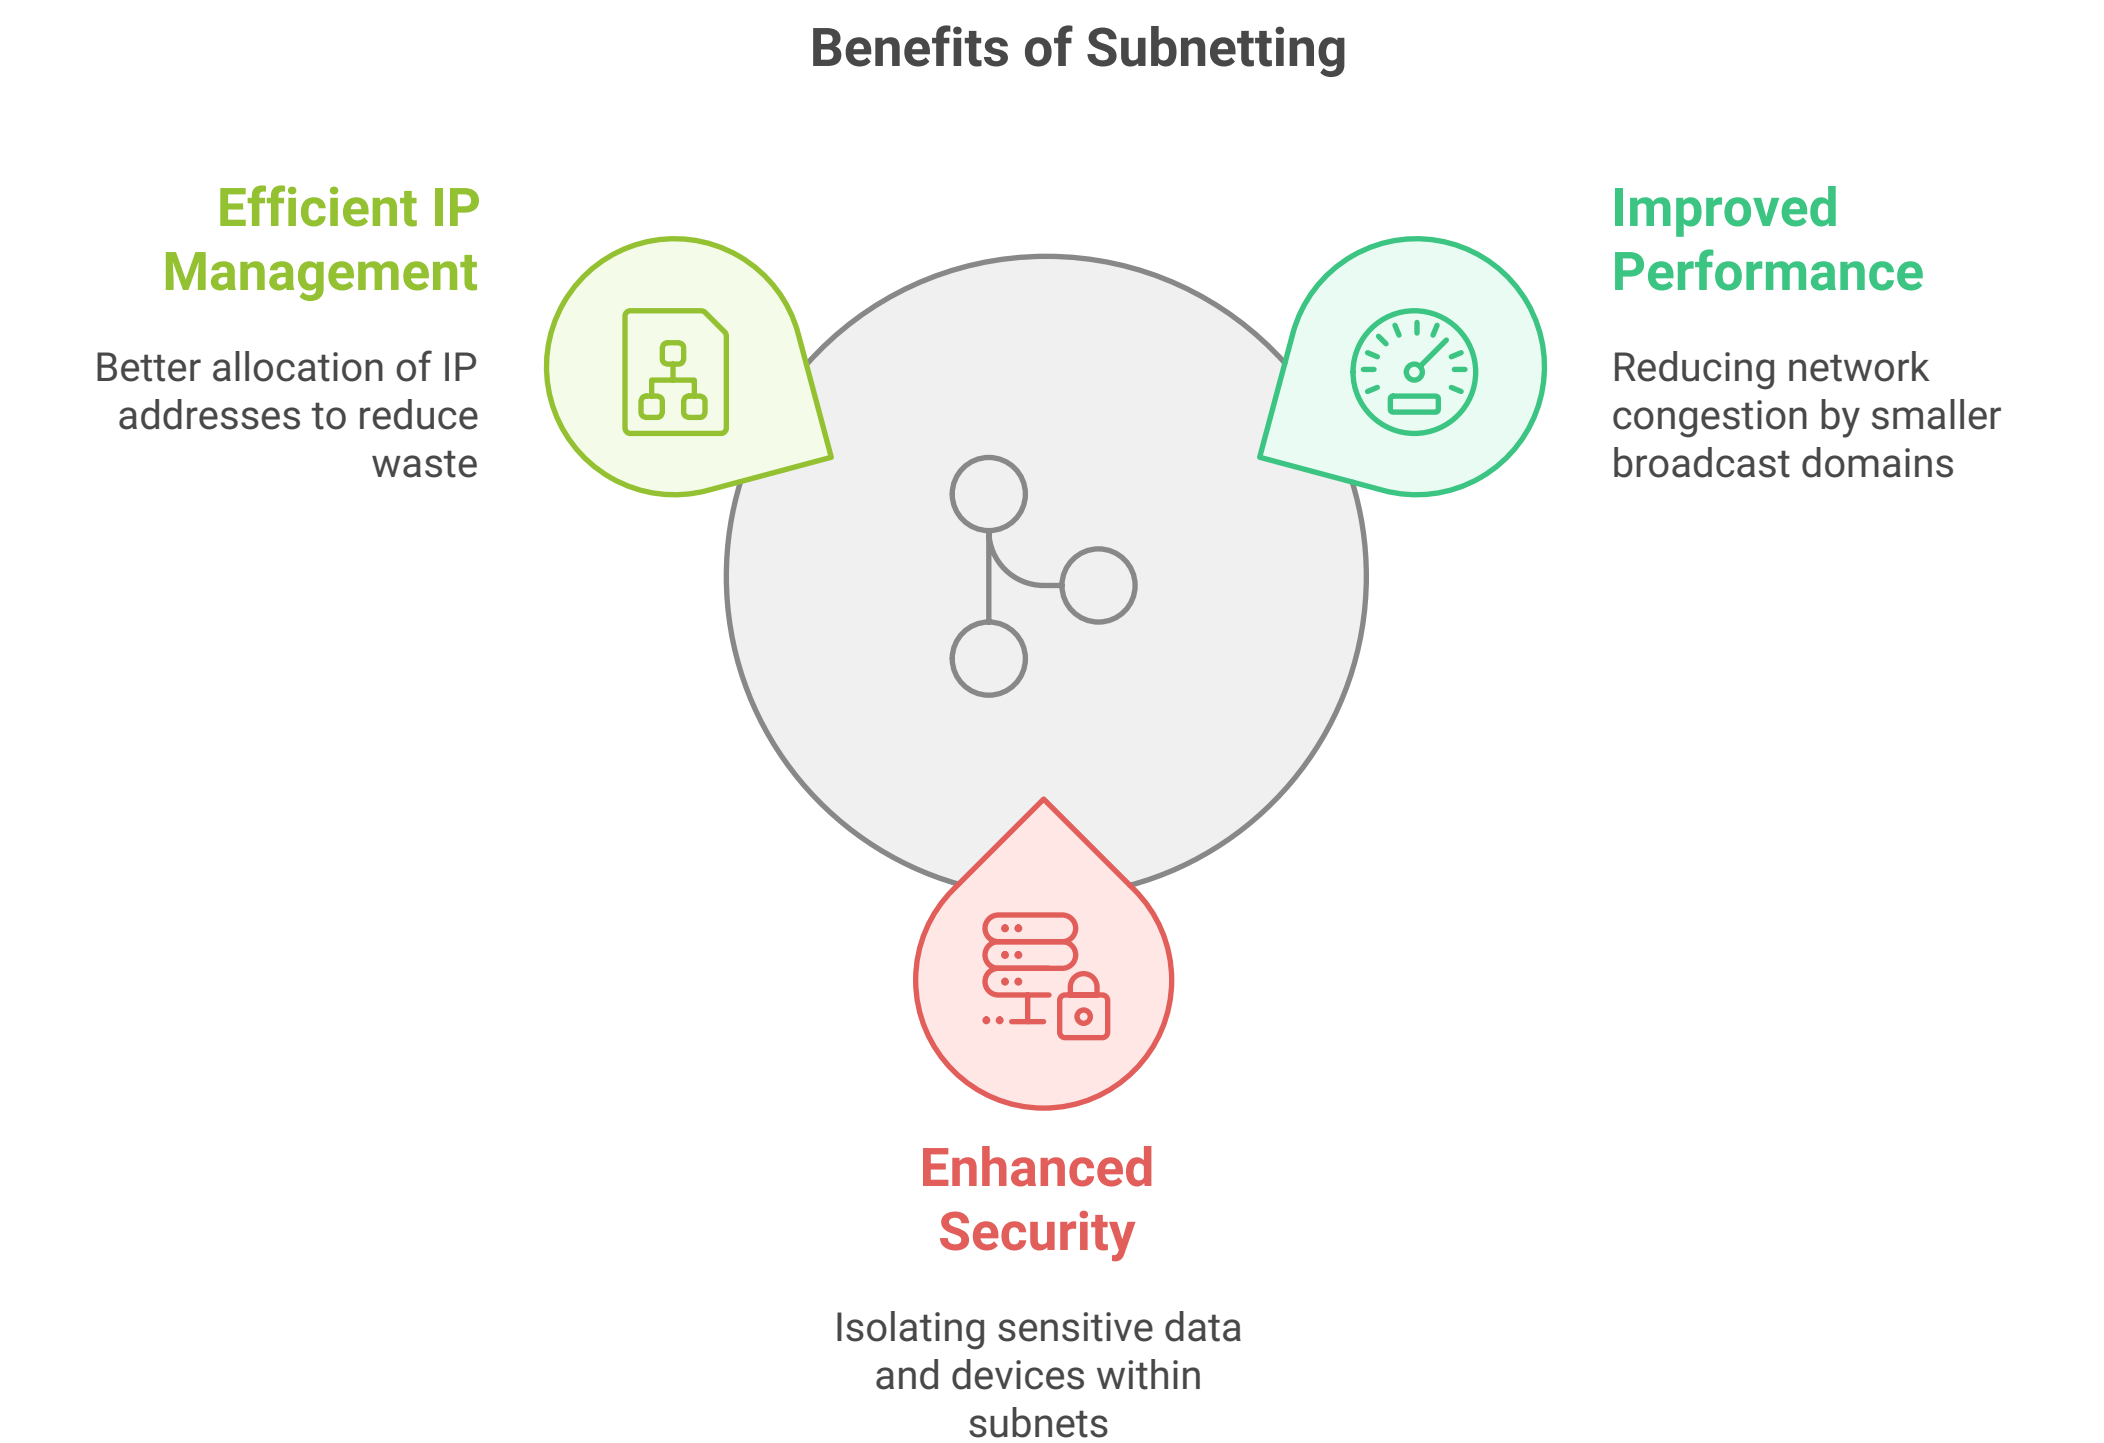 Benefits of Subnetting
Efficient IP
Management
Better allocation of IP
addresses to reduce
waste
Improved
Performance
Reducing network
congestion by smaller
broadcast domains
Enhanced
Security
Isolating sensitive data
and devices within
subnets